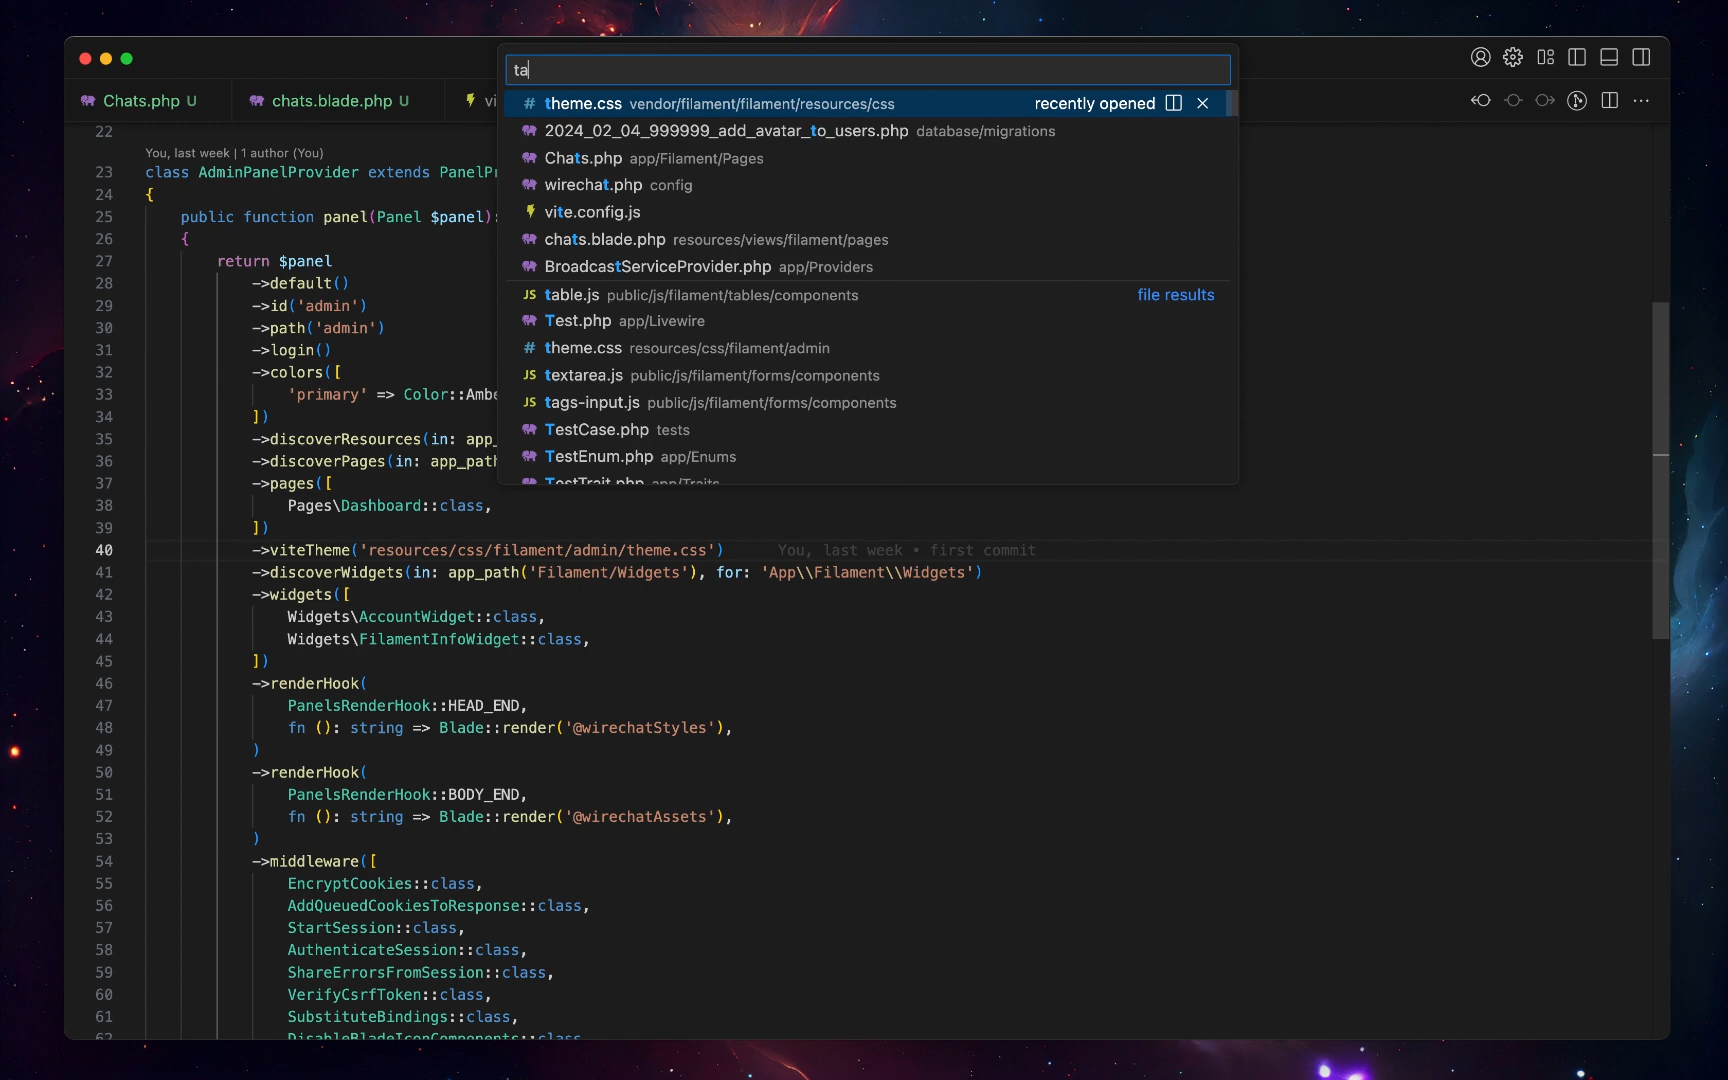 ta
Chats.php U
chats.blade.php U
vi
theme.css vendor/filament/filament/resources/css recently opened
2024_02_04_999999_add_avatar_to_users.php database/migrations
Chats.php app/Filament/Pages
wirechat.php config
vite.config.js
chats.blade.php resources/views/filament/pages
BroadcastServiceProvider.php app/Providers
JS table.js public/js/filament/tables/components file results
Test.php app/Livewire
# theme.css resources/css/filament/admin
JS textarea.js public/js/filament/forms/components
JS tags-input.js public/js/filament/forms/components
TestCase.php tests
TestEnum.php app/Enums
TestTrait.php app/Traits
22
You, last week | 1 author (You)
23 class AdminPanelProvider extends PanelPr
24 {
25 public function panel(Panel $panel):
26 {
27 return $panel
28 ->default()
29 ->id('admin')
30 ->path('admin')
31 ->login()
32 ->colors([
33 'primary' => Color::Ambe
34 ])
35 ->discoverResources(in: app_
36 ->discoverPages(in: app_path
37 ->pages([
38 Pages\Dashboard::class,
39 ])
40 ->viteTheme('resources/css/filament/admin/theme.css') You, last week • first commit
41 ->discoverWidgets(in: app_path('Filament/Widgets'), for: 'App\\Filament\\Widgets')
42 ->widgets([
43 Widgets\AccountWidget::class,
44 Widgets\FilamentInfoWidget::class,
45 ])
46 ->renderHook(
47 PanelsRenderHook::HEAD_END,
48 fn (): string => Blade::render('@wirechatStyles'),
49 )
50 ->renderHook(
51 PanelsRenderHook::BODY_END,
52 fn (): string => Blade::render('@wirechatAssets'),
53 )
54 ->middleware([
55 EncryptCookies::class,
56 AddQueuedCookiesToResponse::class,
57 StartSession::class,
58 AuthenticateSession::class,
59 ShareErrorsFromSession::class,
60 VerifyCsrfToken::class,
61 SubstituteBindings::class,
62 DisableBladeIconComponents::class